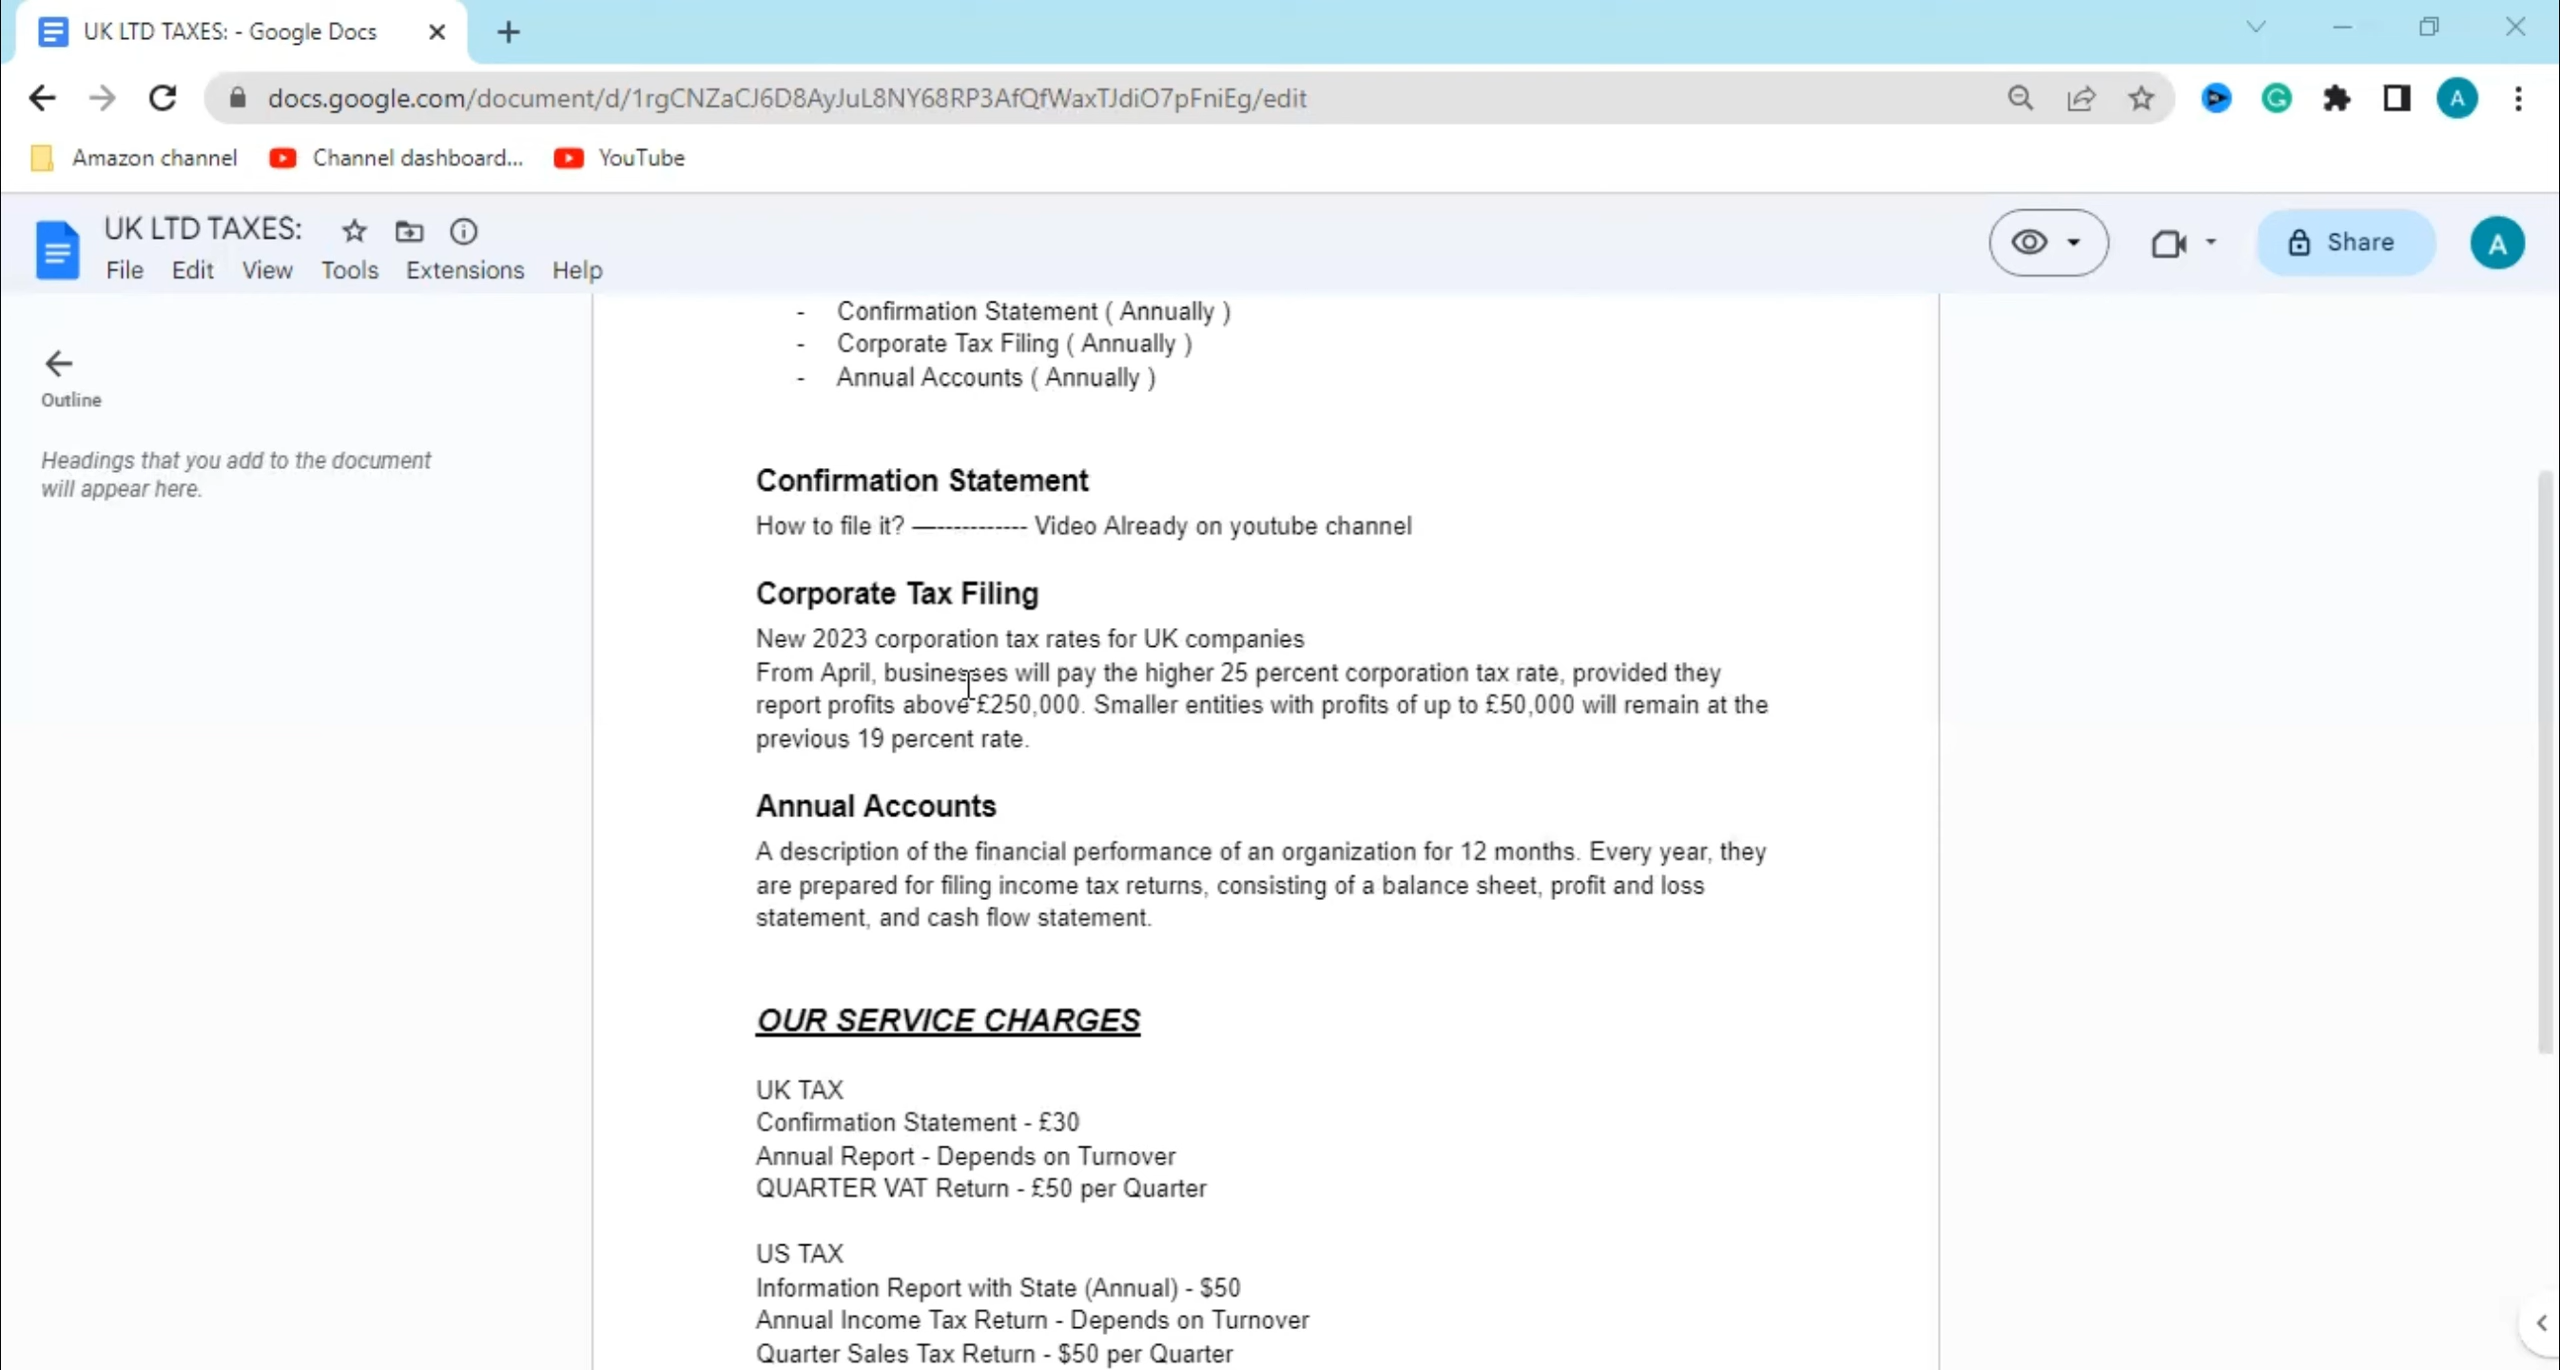 UK LTD TAXES: - Google Docs
docs.google.com/document/d/1rgCNZaCJ6D8AyJuL8NY68RP3AfQfWaxTJdiO7pFniEg/edit
A
Amazon channel
Channel dashboard...
YouTube
UK LTD TAXES:
File Edit View Tools Extensions Help
Share
A
Outline
Headings that you add to the document
will appear here.
- Confirmation Statement ( Annually )
- Corporate Tax Filing ( Annually )
- Annual Accounts ( Annually )
Confirmation Statement
How to file it? —------------ Video Already on youtube channel
Corporate Tax Filing
New 2023 corporation tax rates for UK companies
From April, businesses will pay the higher 25 percent corporation tax rate, provided they
report profits above £250,000. Smaller entities with profits of up to £50,000 will remain at the
previous 19 percent rate.
Annual Accounts
A description of the financial performance of an organization for 12 months. Every year, they
are prepared for filing income tax returns, consisting of a balance sheet, profit and loss
statement, and cash flow statement.
OUR SERVICE CHARGES
UK TAX
Confirmation Statement - £30
Annual Report - Depends on Turnover
QUARTER VAT Return - £50 per Quarter
US TAX
Information Report with State (Annual) - $50
Annual Income Tax Return - Depends on Turnover
Quarter Sales Tax Return - $50 per Quarter